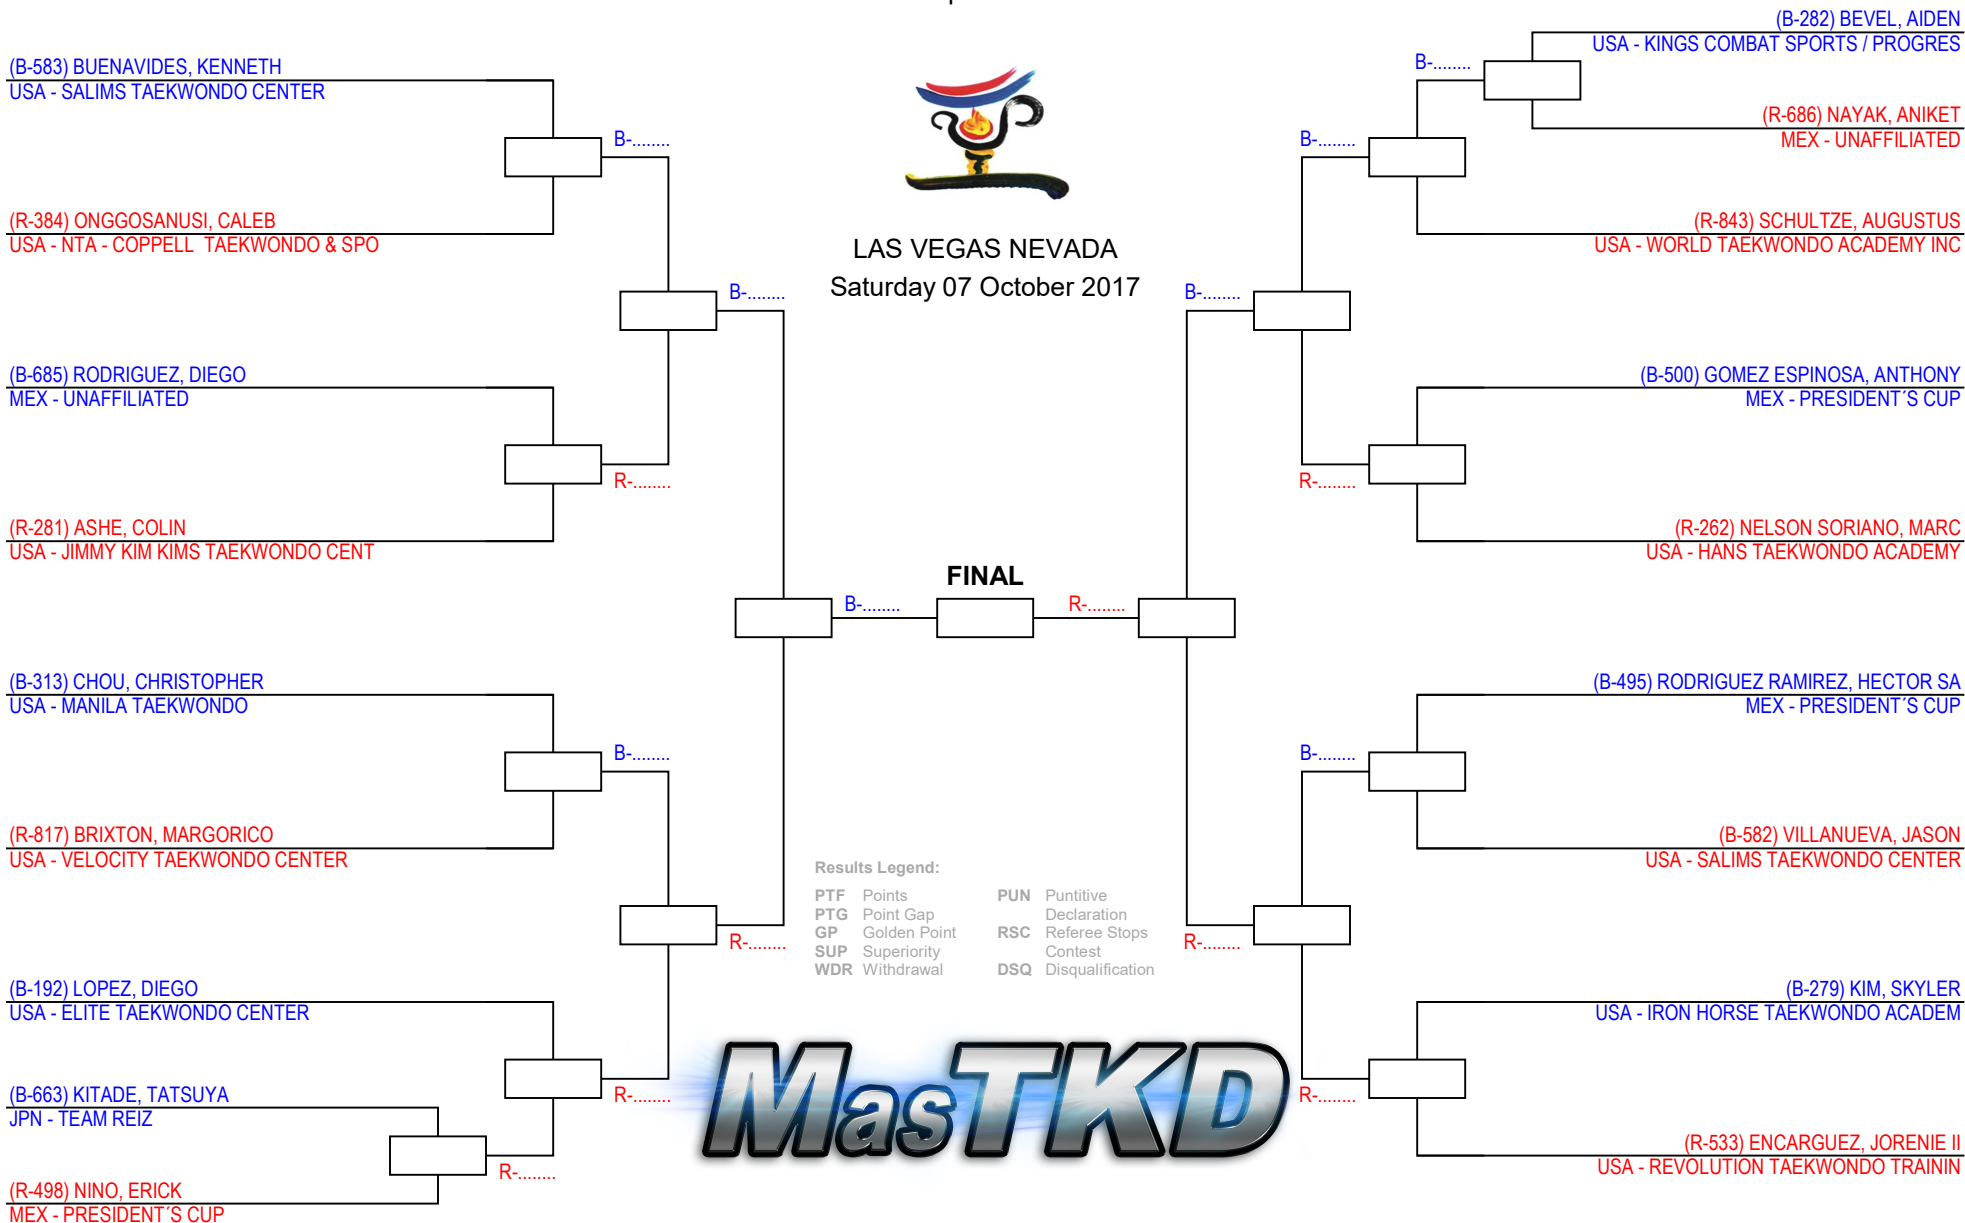 (B-583) BUENAVIDES, KENNETH
USA - SALIMS TAEKWONDO CENTER
B-........
(R-384) ONGGOSANUSI, CALEB
USA - NTA - COPPELL  TAEKWONDO & SPO
B-........
(B-685) RODRIGUEZ, DIEGO
MEX - UNAFFILIATED
R-........
(R-281) ASHE, COLIN
USA - JIMMY KIM KIMS TAEKWONDO CENT
(B-313) CHOU, CHRISTOPHER
USA - MANILA TAEKWONDO
B-........
(R-817) BRIXTON, MARGORICO
USA - VELOCITY TAEKWONDO CENTER
R-........
(B-192) LOPEZ, DIEGO
USA - ELITE TAEKWONDO CENTER
R-........
(B-663) KITADE, TATSUYA
JPN - TEAM REIZ
R-........
(R-498) NINO, ERICK
MEX - PRESIDENT´S CUP
LAS VEGAS NEVADA
Saturday 07 October 2017
FINAL
B-........
R-........
Results Legend:
PTF Points
PTG Point Gap
GP Golden Point
SUP Superiority
WDR Withdrawal
PUN Puntitive
Declaration
RSC Referee Stops
Contest
DSQ Disqualification
MasTKD
(B-282) BEVEL, AIDEN
USA - KINGS COMBAT SPORTS / PROGRES
B-........
(R-686) NAYAK, ANIKET
MEX - UNAFFILIATED
B-........
(R-843) SCHULTZE, AUGUSTUS
USA - WORLD TAEKWONDO ACADEMY INC
B-........
(B-500) GOMEZ ESPINOSA, ANTHONY
MEX - PRESIDENT´S CUP
R-........
(R-262) NELSON SORIANO, MARC
USA - HANS TAEKWONDO ACADEMY
(B-495) RODRIGUEZ RAMIREZ, HECTOR SA
MEX - PRESIDENT´S CUP
B-........
(B-582) VILLANUEVA, JASON
USA - SALIMS TAEKWONDO CENTER
R-........
(B-279) KIM, SKYLER
USA - IRON HORSE TAEKWONDO ACADEM
R-........
(R-533) ENCARGUEZ, JORENIE II
USA - REVOLUTION TAEKWONDO TRAININ